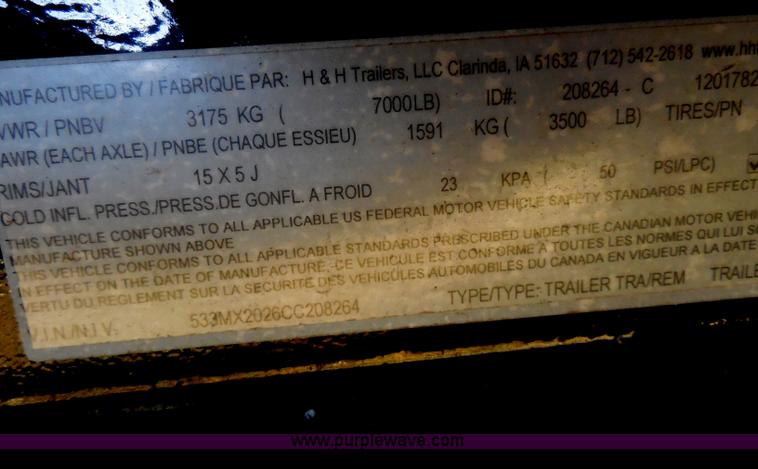 NUFACTURED BY / FABRIQUE PAR: H & H Trailers, LLC Clarinda, IA 51632 (712) 542-2618 www.hh
VWR / PNBV 3175 KG ( 7000LB) ID#: 208264 - C 1201782
AWR (EACH AXLE) / PNBE (CHAQUE ESSIEU) 1591 KG ( 3500 LB) TIRES/PN
RIMS/JANT 15 X 5 J
COLD INFL. PRESS./PRESS.DE GONFL. A FROID 23 KPA ( 50 PSI/LPC)
THIS VEHICLE CONFORMS TO ALL APPLICABLE US FEDERAL MOTOR VEHICLE SAFETY STANDARDS IN EFFECT
MANUFACTURE SHOWN ABOVE
THIS VEHICLE CONFORMS TO ALL APPLICABLE STANDARDS PRESCRIBED UNDER THE CANADIAN MOTOR VEHI
IN EFFECT ON THE DATE OF MANUFACTURE.-CE VEHICULE EST CONFORME A TOUTES LES NORMES QUI LUI S
VERTU DU REGLEMENT SUR LA SECURITE DES VEHICULES AUTOMOBILES DU CANADA EN VIGUEUR A LA DATE
V.I.N./N.I.V. 533MX2026CC208264 TYPE/TYPE: TRAILER TRA/REM TRAILE
www.purplewave.com